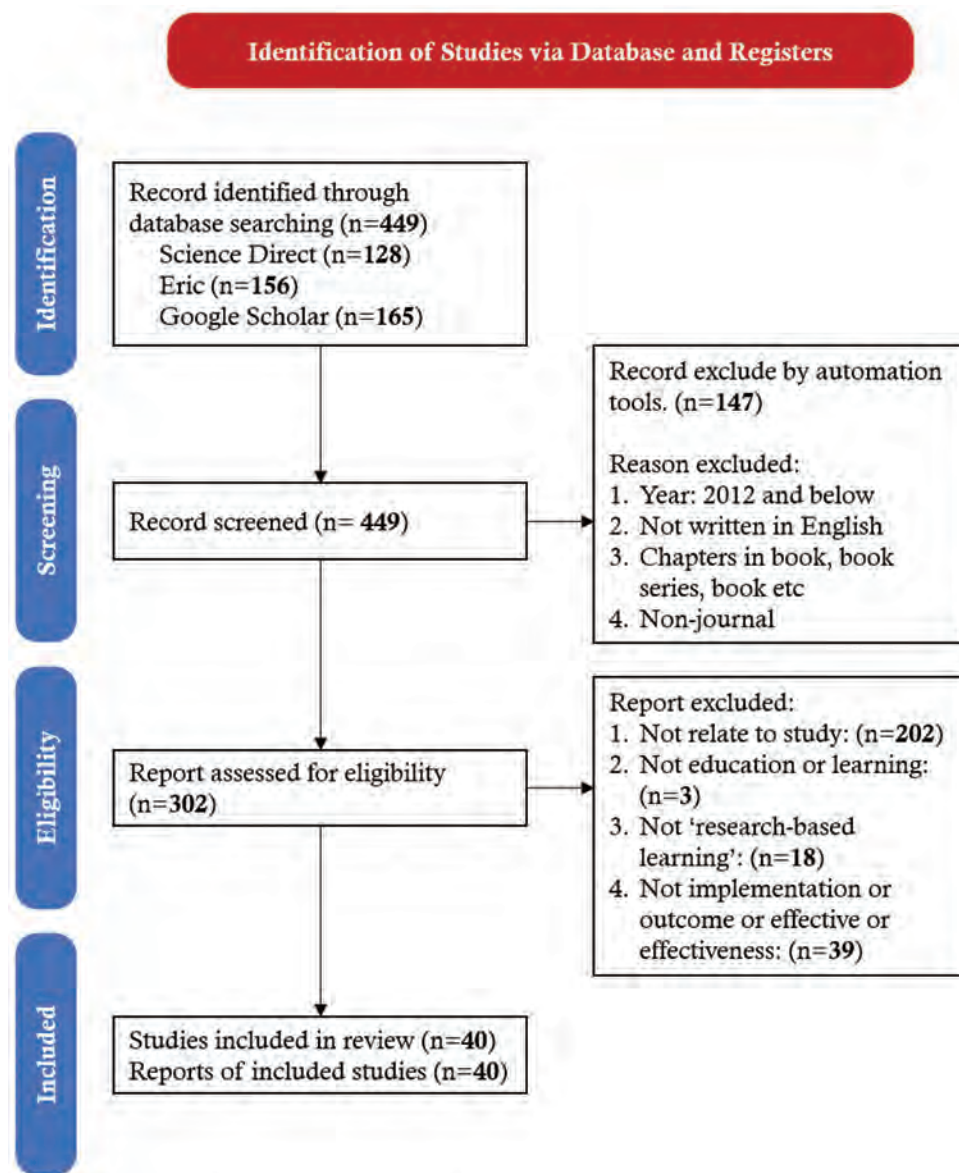 Identification of Studies via Database and Registers
Identification
Record identified through
database searching (n=449)
Science Direct (n=128)
Eric (n=156)
Google Scholar (n=165)
Screening
Record screened (n= 449)
Record exclude by automation
tools. (n=147)
Reason excluded:
1. Year: 2012 and below
2. Not written in English
3. Chapters in book, book
series, book etc
4. Non-journal
Eligibility
Report assessed for eligibility
(n=302)
Report excluded:
1. Not relate to study: (n=202)
2. Not education or learning:
(n=3)
3. Not ‘research-based
learning’: (n=18)
4. Not implementation or
outcome or effective or
effectiveness: (n=39)
Included
Studies included in review (n=40)
Reports of included studies (n=40)